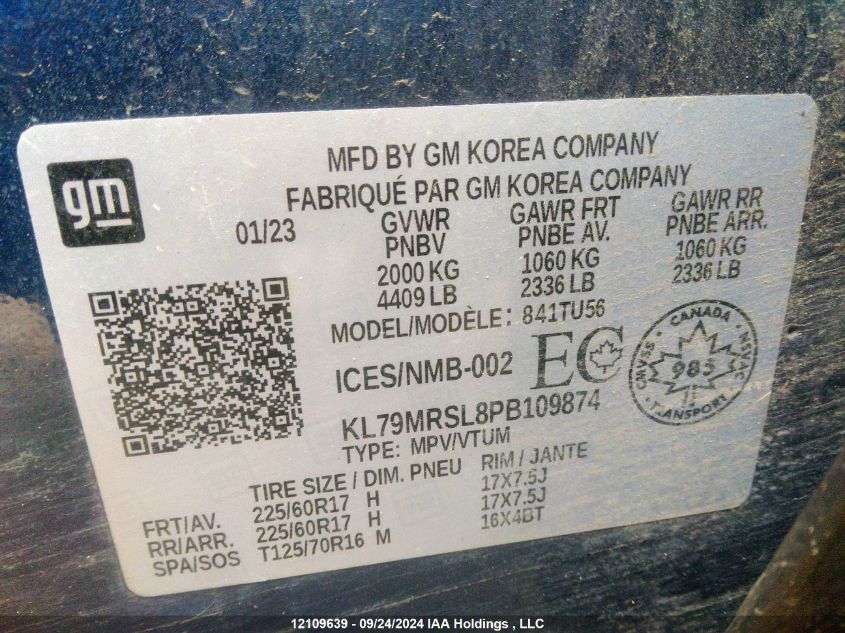 MFD BY GM KOREA COMPANY
FABRIQUÉ PAR GM KOREA COMPANY
gm
01/23
GVWR GAWR FRT GAWR RR
PNBV PNBE AV. PNBE ARR.
2000 KG 1060 KG 1060 KG
4409 LB 2336 LB 2336 LB
MODEL/MODÈLE: 841TU56
ICES/NMB-002 EC
CANADA
CMVSS NSVAC
985
TRANSPORT
KL79MRSL8PB109874
TYPE: MPV/VTUM
TIRE SIZE / DIM. PNEU RIM / JANTE
FRT/AV. 225/60R17 H 17X7.5J
RR/ARR. 225/60R17 H 17X7.5J
SPA/SOS T125/70R16 M 16X4BT
12109639 - 09/24/2024 IAA Holdings , LLC